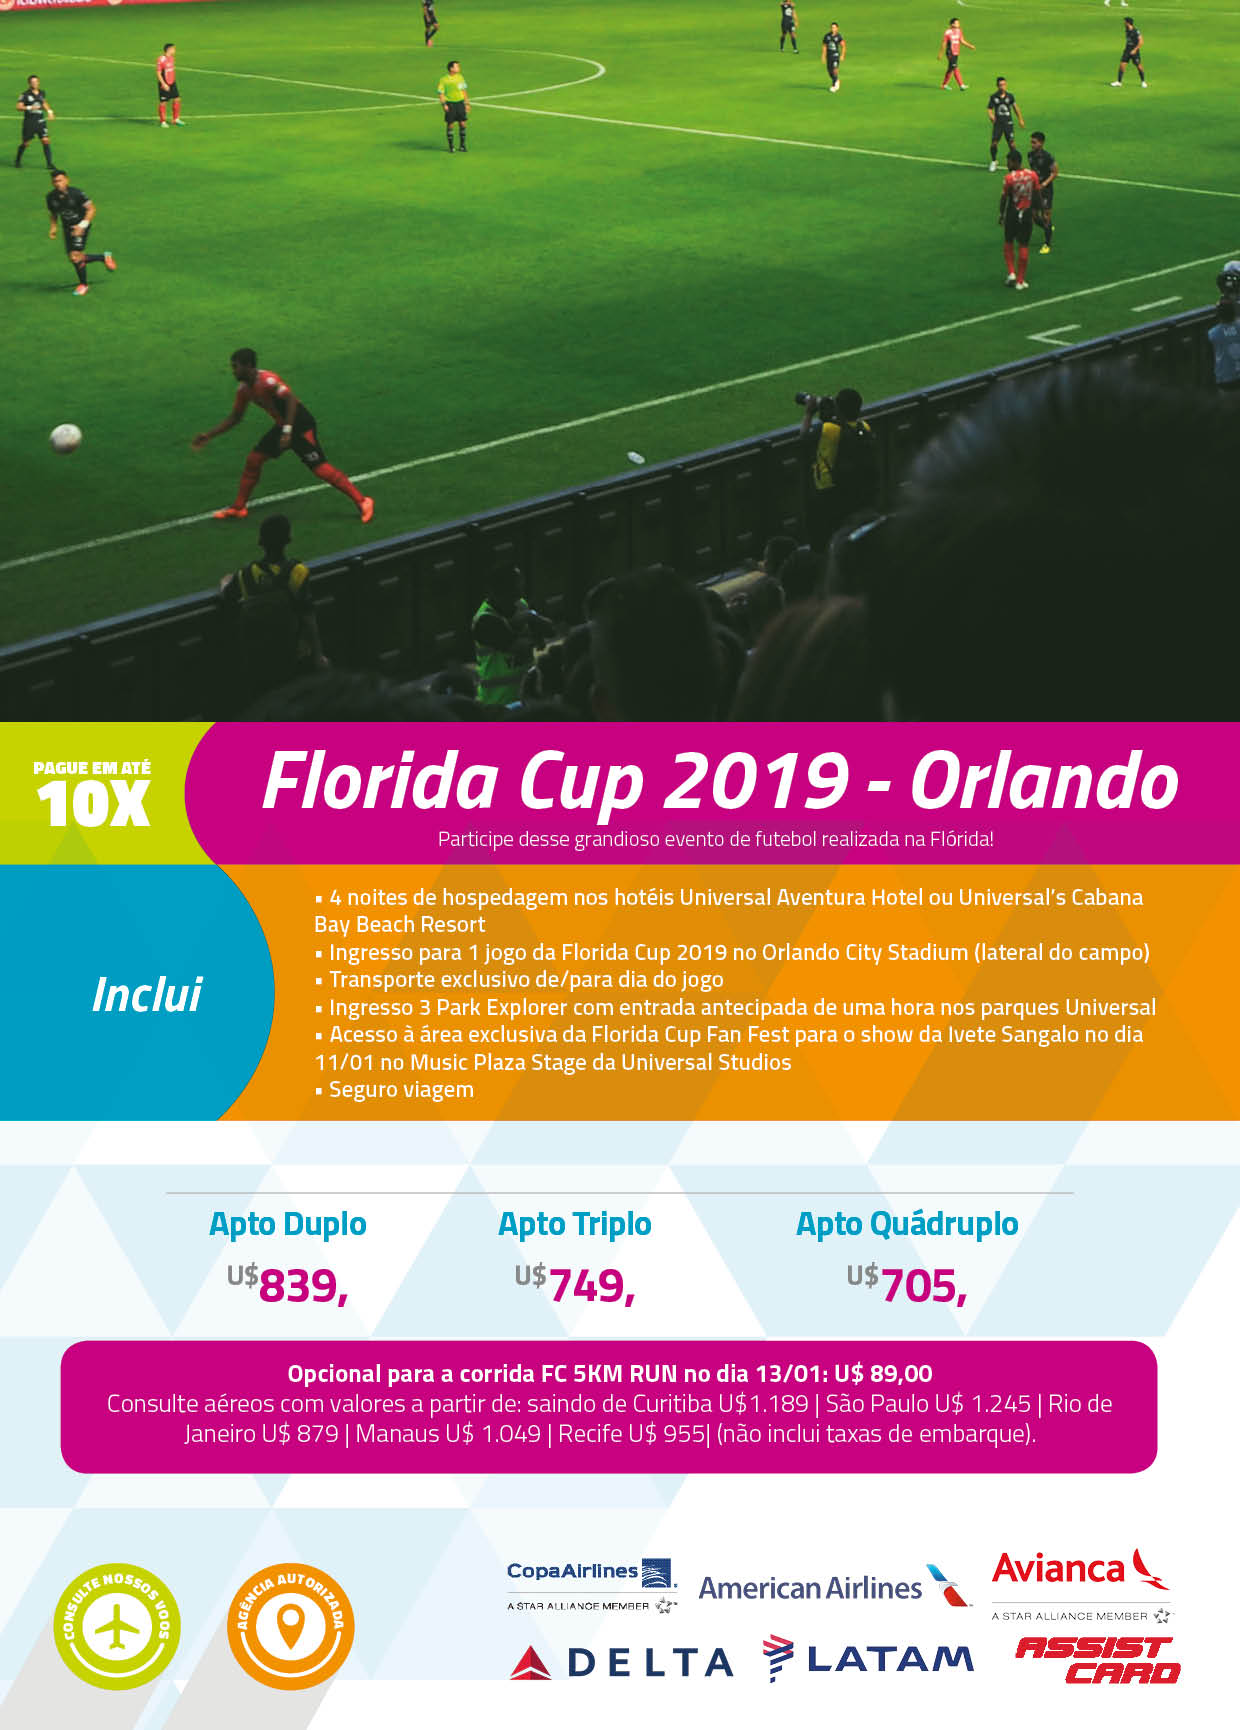 PAGUE EM ATÉ
10X
Florida Cup 2019 - Orlando
Participe desse grandioso evento de futebol realizada na Flórida!
Inclui
• 4 noites de hospedagem nos hotéis Universal Aventura Hotel ou Universal's Cabana
Bay Beach Resort
• Ingresso para 1 jogo da Florida Cup 2019 no Orlando City Stadium (lateral do campo)
• Transporte exclusivo de/para dia do jogo
• Ingresso 3 Park Explorer com entrada antecipada de uma hora nos parques Universal
• Acesso à área exclusiva da Florida Cup Fan Fest para o show da Ivete Sangalo no dia
11/01 no Music Plaza Stage da Universal Studios
• Seguro viagem
Apto Duplo
U$839,
Apto Triplo
U$749,
Apto Quádruplo
U$705,
Opcional para a corrida FC 5KM RUN no dia 13/01: U$ 89,00
Consulte aéreos com valores a partir de: saindo de Curitiba U$1.189 | São Paulo U$ 1.245 | Rio de
Janeiro U$ 879 | Manaus U$ 1.049 | Recife U$ 955| (não inclui taxas de embarque).
CONSULTE NOSSOS VOOS
AGÊNCIA AUTORIZADA
CopaAirlines
A STAR ALLIANCE MEMBER
American Airlines
Avianca
A STAR ALLIANCE MEMBER
DELTA
LATAM
ASSIST
CARD